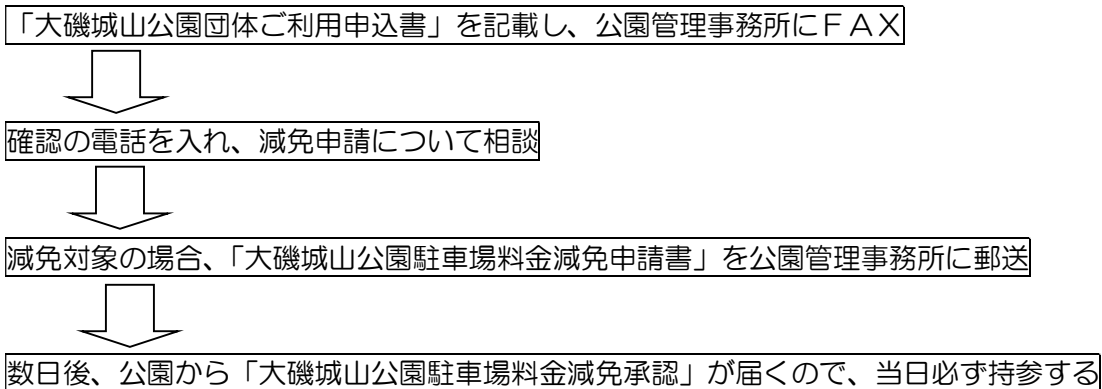 「大磯城山公園団体ご利用申込書」を記載し、公園管理事務所にＦＡＸ
確認の電話を入れ、減免申請について相談
減免対象の場合、「大磯城山公園駐車場料金減免申請書」を公園管理事務所に郵送
数日後、公園から「大磯城山公園駐車場料金減免承認」が届くので、当日必ず持参する